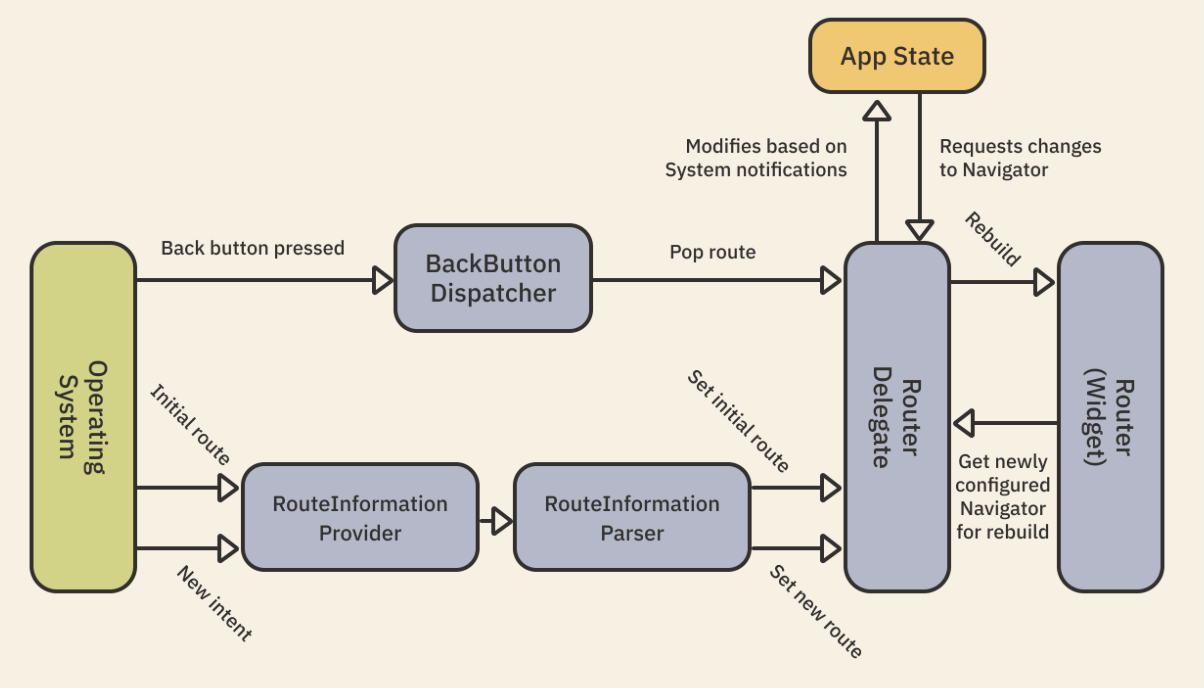 App State
Modifies based on
System notifications
Requests changes
to Navigator
Back button pressed
BackButton
Dispatcher
Pop route
Rebuild
Operating
System
Initial route
Set initial route
Router
Delegate
Router
(Widget)
Get newly
configured
Navigator
for rebuild
RouteInformation
Provider
RouteInformation
Parser
New intent
Set new route